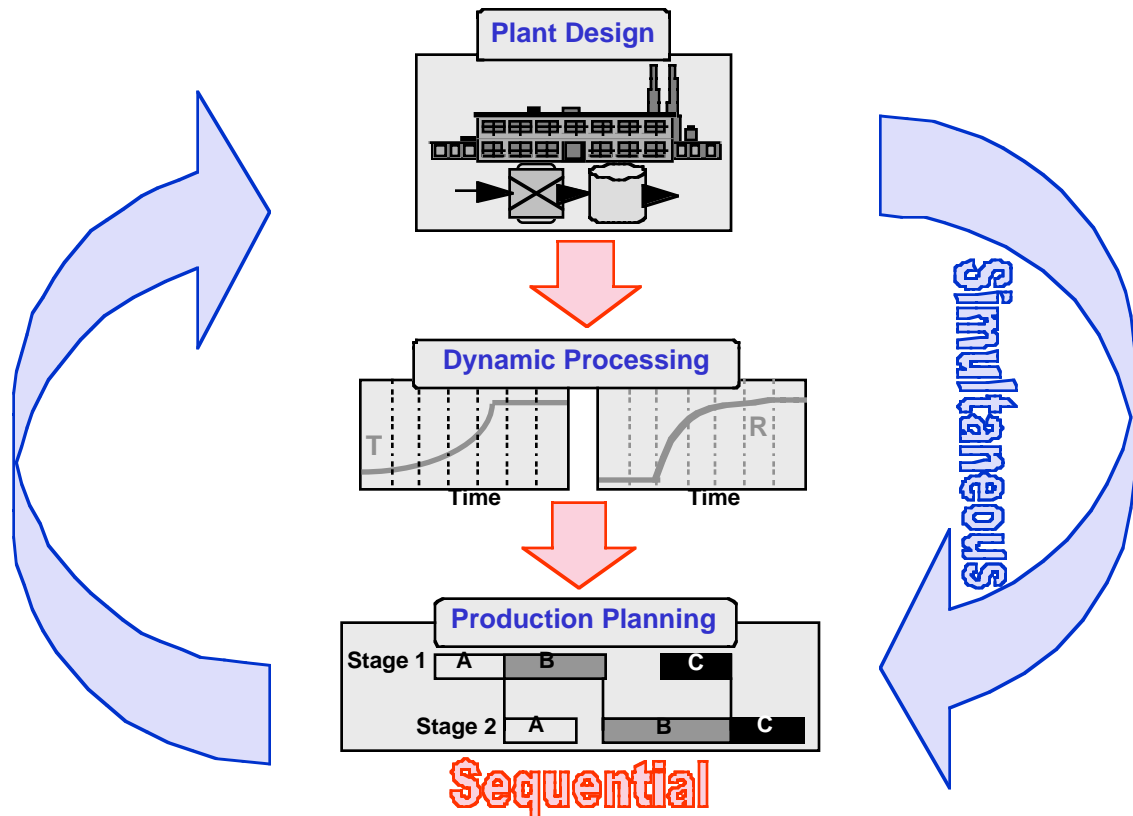 Plant Design
Simultaneous
Dynamic Processing
T
R
Time
Time
Production Planning
Stage 1
A
B
C
Stage 2
A
B
C
Sequential